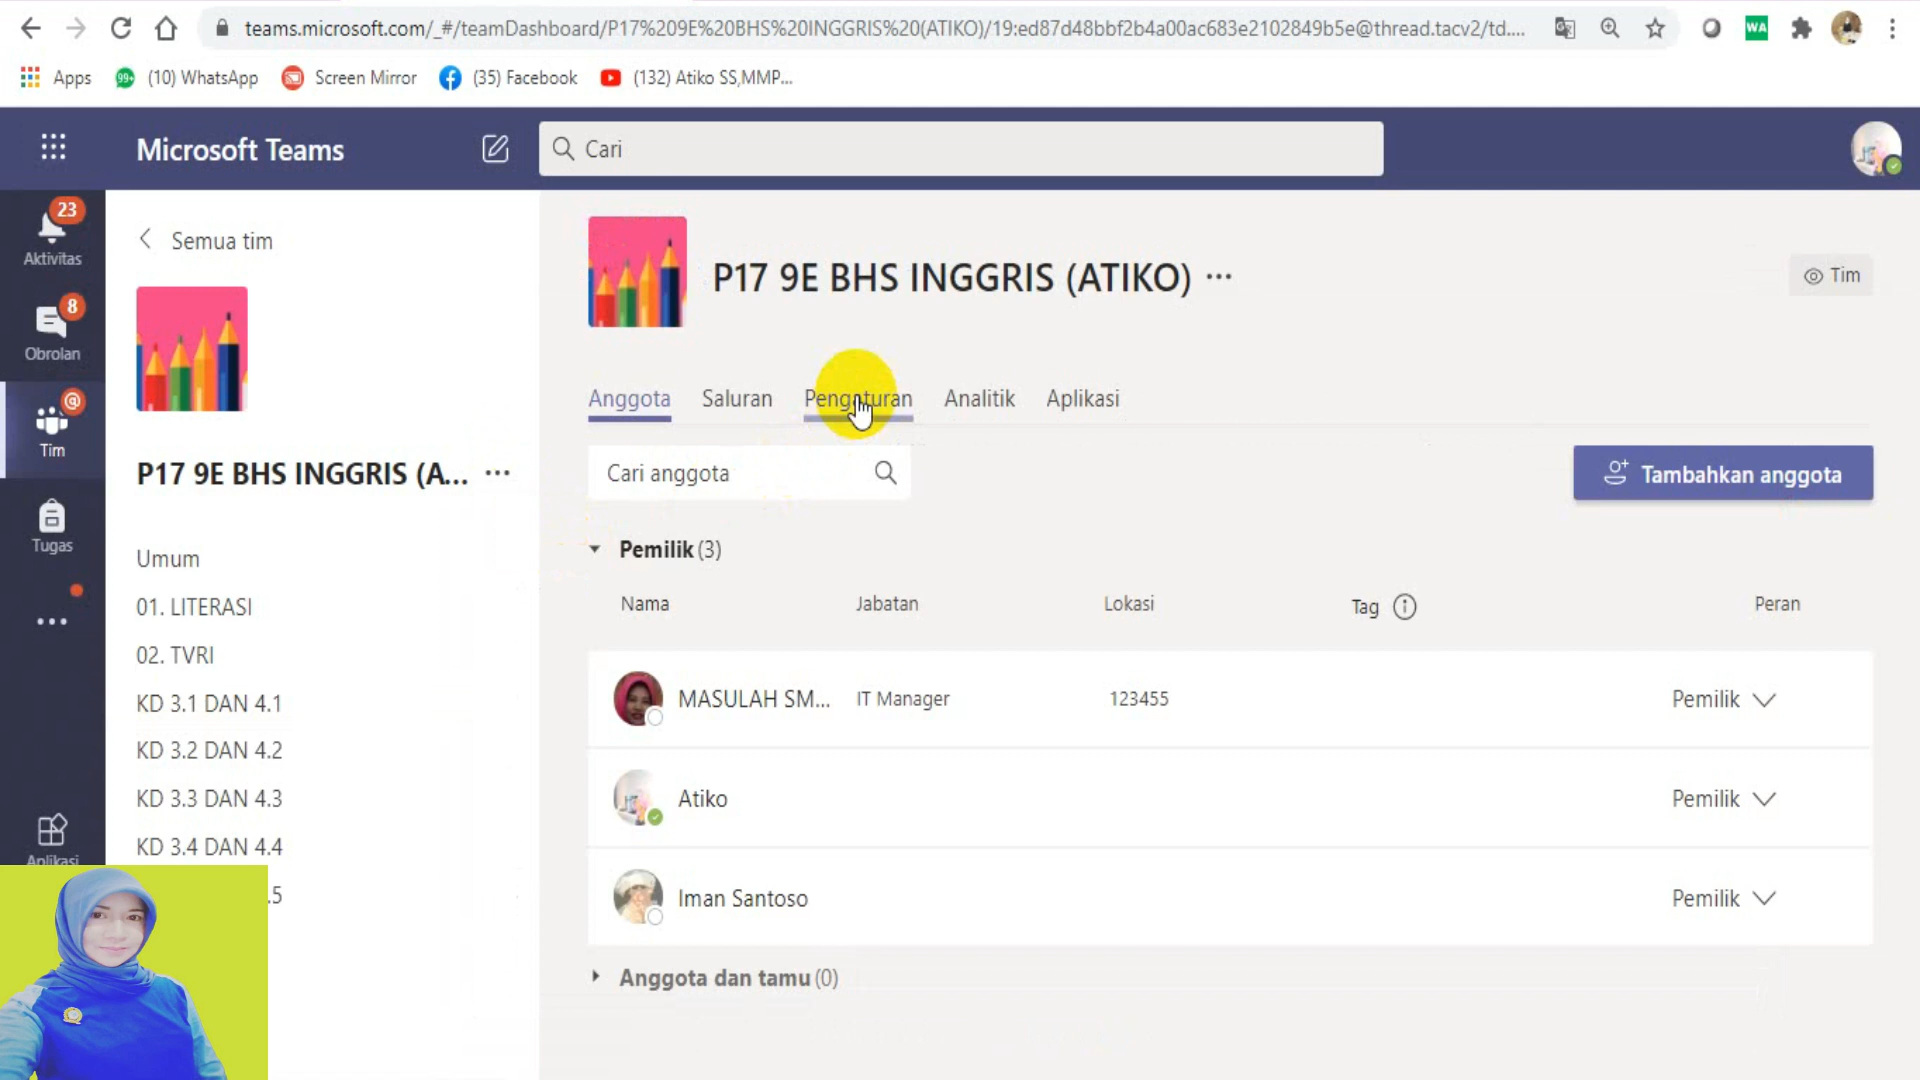 teams.microsoft.com/_#/teamDashboard/P17%209E%20BHS%20INGGRIS%20(ATIKO)/19:ed87d48bbf2b4a00ac683e2102849b5e@thread.tacv2/td....
WA
Apps
99+
(10) WhatsApp
Screen Mirror
(35) Facebook
(132) Atiko SS,MMP...
Microsoft Teams
Cari
23
Aktivitas
8
Obrolan
@
Tim
Tugas
Aplikasi
Semua tim
P17 9E BHS INGGRIS (A...
Umum
01. LITERASI
02. TVRI
KD 3.1 DAN 4.1
KD 3.2 DAN 4.2
KD 3.3 DAN 4.3
KD 3.4 DAN 4.4
.5
P17 9E BHS INGGRIS (ATIKO)
Tim
Anggota
Saluran
Pengaturan
Analitik
Aplikasi
Cari anggota
Tambahkan anggota
Pemilik (3)
Nama
Jabatan
Lokasi
Tag
Peran
MASULAH SM...
IT Manager
123455
Pemilik
Atiko
Pemilik
Iman Santoso
Pemilik
Anggota dan tamu (0)